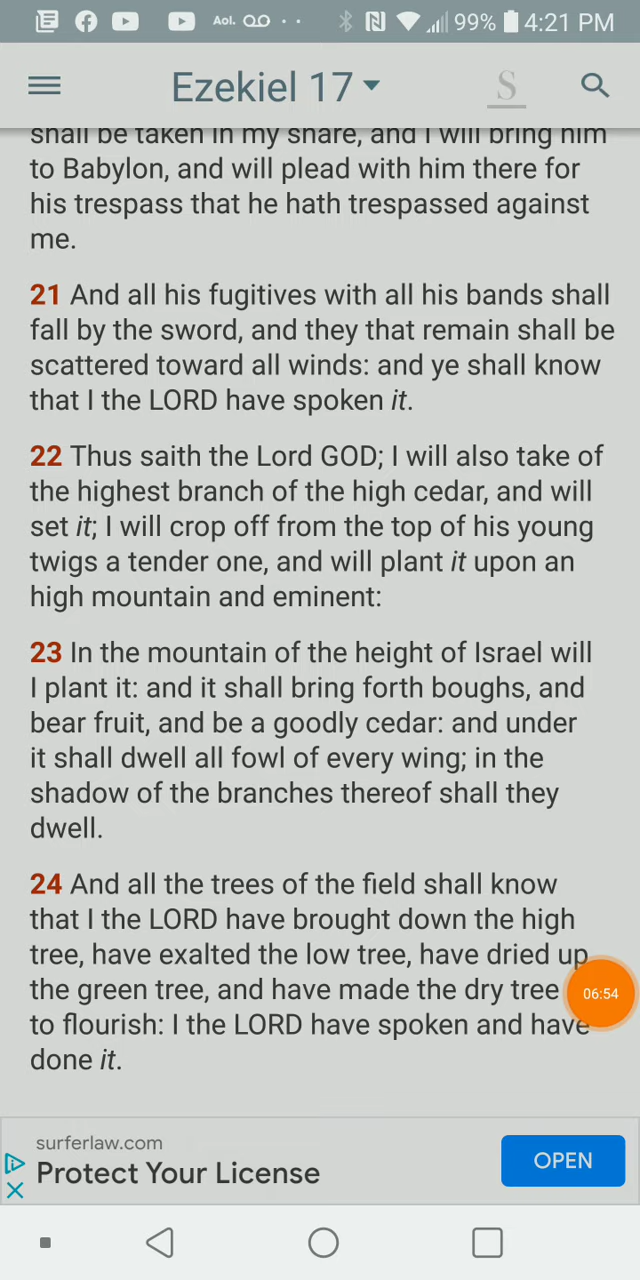 Aol. 99% 4:21 PM
Ezekiel 17 S
shall be taken in my snare, and I will bring him
to Babylon, and will plead with him there for
his trespass that he hath trespassed against
me.
21 And all his fugitives with all his bands shall
fall by the sword, and they that remain shall be
scattered toward all winds: and ye shall know
that I the LORD have spoken it.
22 Thus saith the Lord GOD; I will also take of
the highest branch of the high cedar, and will
set it; I will crop off from the top of his young
twigs a tender one, and will plant it upon an
high mountain and eminent:
23 In the mountain of the height of Israel will
I plant it: and it shall bring forth boughs, and
bear fruit, and be a goodly cedar: and under
it shall dwell all fowl of every wing; in the
shadow of the branches thereof shall they
dwell.
24 And all the trees of the field shall know
that I the LORD have brought down the high
tree, have exalted the low tree, have dried up
the green tree, and have made the dry tree
06:54
to flourish: I the LORD have spoken and have
done it.
surferlaw.com
Protect Your License
OPEN